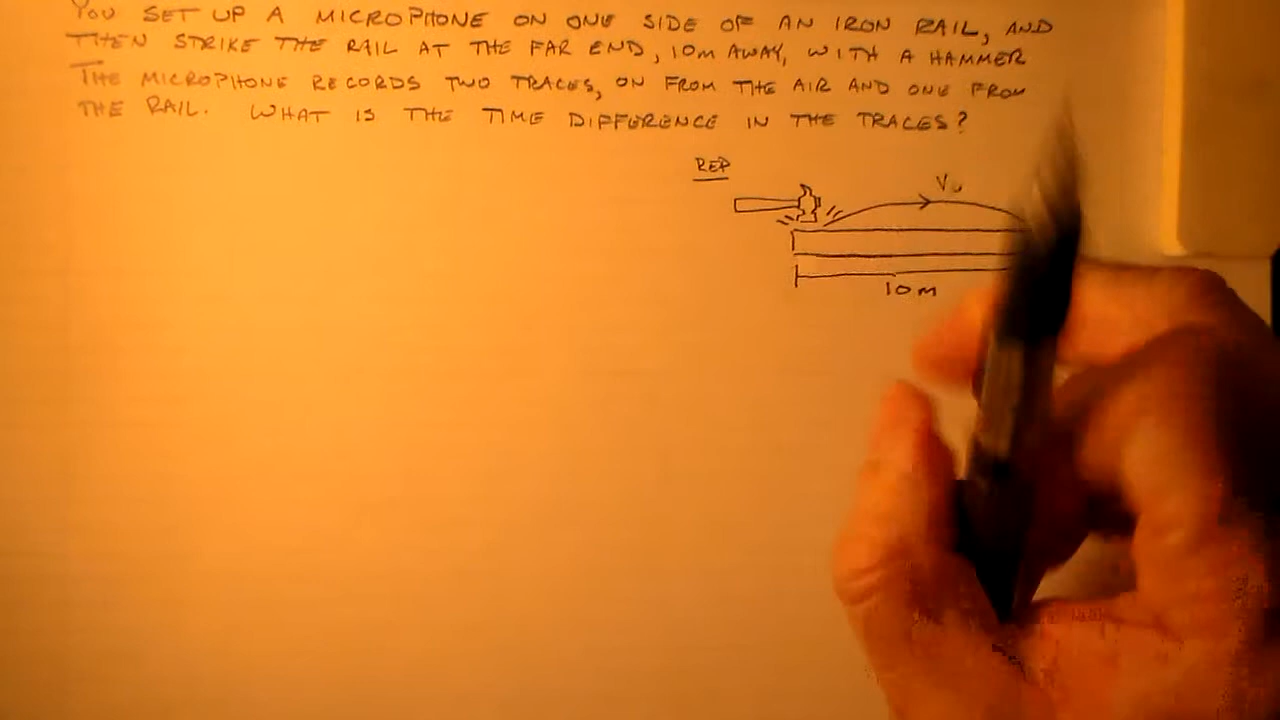 YOU SET UP A MICROPHONE ON ONE SIDE OF AN IRON RAIL, AND
THEN STRIKE THE RAIL AT THE FAR END, 10m AWAY, WITH A HAMMER
THE MICROPHONE RECORDS TWO TRACES, ON FROM THE AIR AND ONE FROM
THE RAIL. WHAT IS THE TIME DIFFERENCE IN THE TRACES?
REP
10m